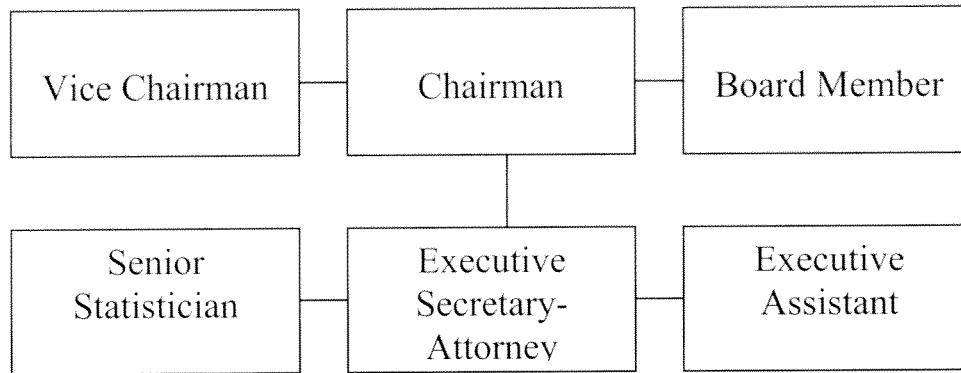 Vice Chairman
Chairman
Board Member
Senior
Statistician
Executive
Secretary-
Attorney
Executive
Assistant